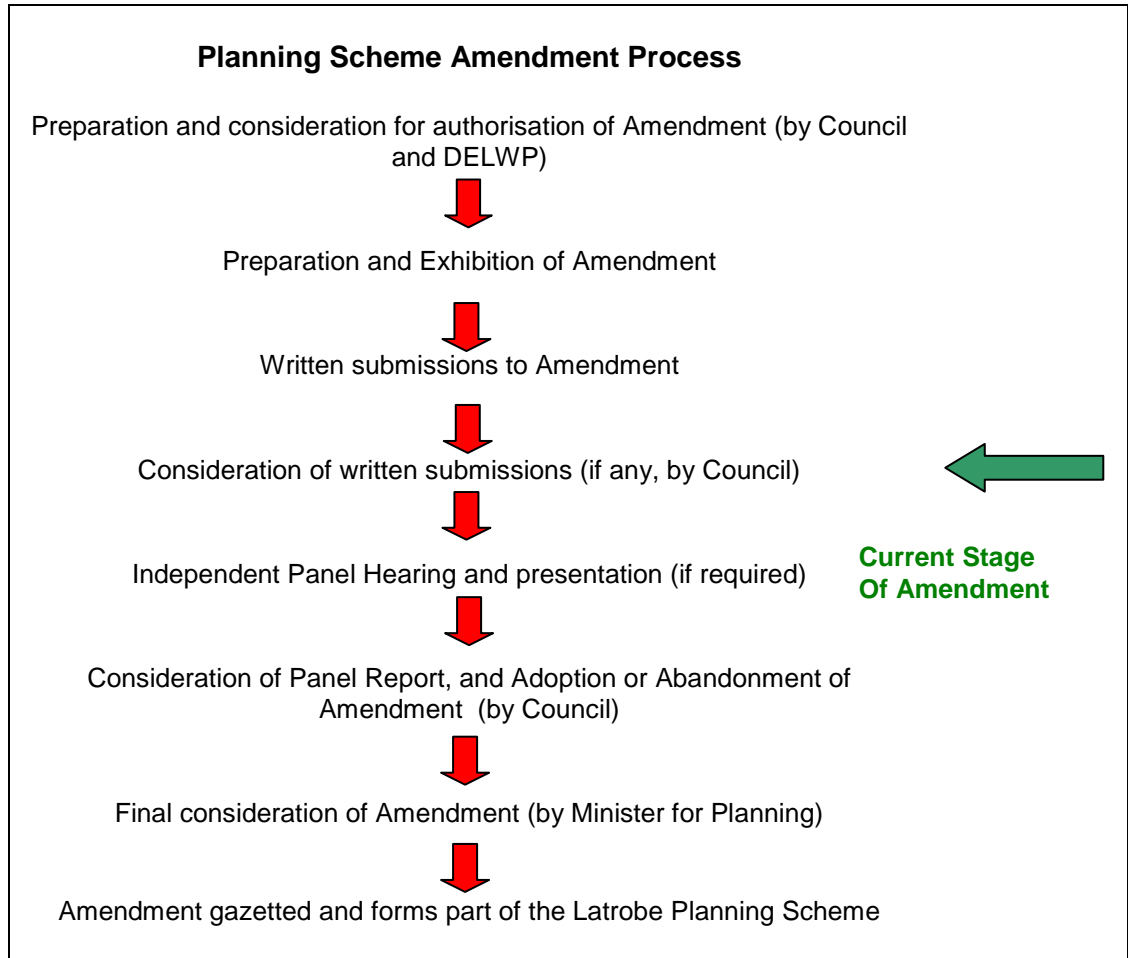 Planning Scheme Amendment Process
Preparation and consideration for authorisation of Amendment (by Council
and DELWP)
Preparation and Exhibition of Amendment
Written submissions to Amendment
Consideration of written submissions (if any, by Council)
Independent Panel Hearing and presentation (if required)
Current Stage
Of Amendment
Consideration of Panel Report, and Adoption or Abandonment of
Amendment (by Council)
Final consideration of Amendment (by Minister for Planning)
Amendment gazetted and forms part of the Latrobe Planning Scheme